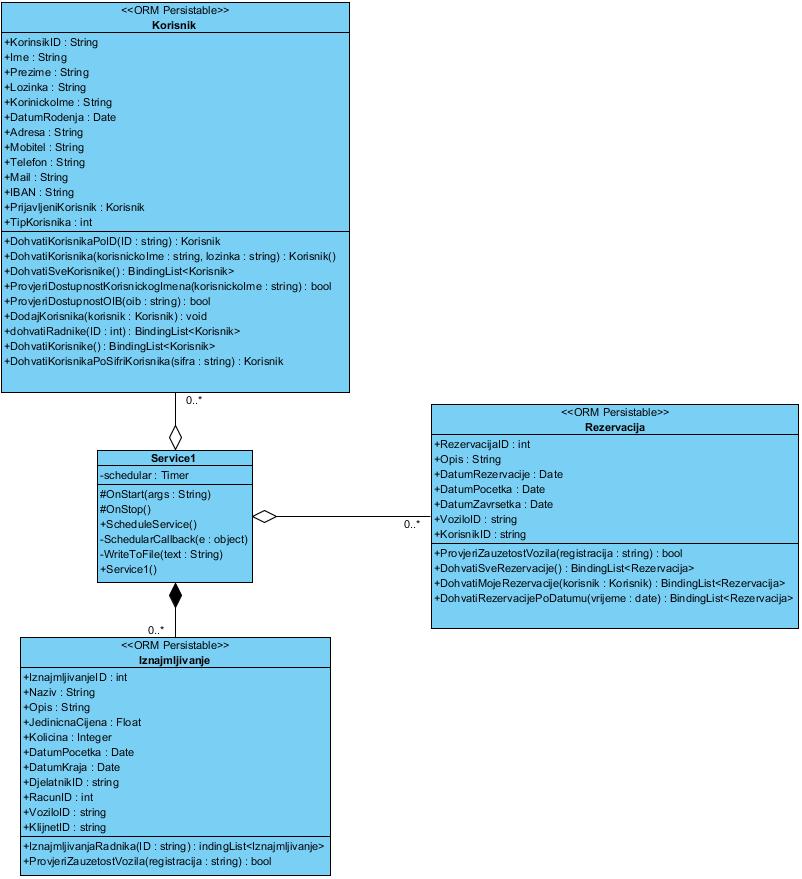 <<ORM Persistable>>
Korisnik
+KorinsikID : String
+Ime : String
+Prezime : String
+Lozinka : String
+KorinickoIme : String
+DatumRodenja : Date
+Adresa : String
+Mobitel : String
+Telefon : String
+Mail : String
+IBAN : String
+PrijavljeniKorisnik : Korisnik
+TipKorisnika : int
+DohvatiKorisnikaPoID(ID : string) : Korisnik
+DohvatiKorisnika(korisnickoIme : string, lozinka : string) : Korisnik()
+DohvatiSveKorisnike() : BindingList<Korisnik>
+ProvjeriDostupnostKorisnickogImena(korisnickoIme : string) : bool
+ProvjeriDostupnostOIB(oib : string) : bool
+DodajKorisnika(korisnik : Korisnik) : void
+dohvatiRadnike(ID : int) : BindingList<Korisnik>
+DohvatiKorisnike() : BindingList<Korisnik>
+DohvatiKorisnikaPoSifriKorisnika(sifra : string) : Korisnik
0..*
Service1
-schedular : Timer
#OnStart(args : String)
#OnStop()
+ScheduleService()
-SchedularCallback(e : object)
-WriteToFile(text : String)
+Service1()
0..*
<<ORM Persistable>>
Rezervacija
+RezervacijaID : int
+Opis : String
+DatumRezervacije : Date
+DatumPocetka : Date
+DatumZavrsetka : Date
+VoziloID : string
+KorisnikID : string
+ProvjeriZauzetostVozila(registracija : string) : bool
+DohvatiSveRezervacije() : BindingList<Rezervacija>
+DohvatiMojeRezervacije(korisnik : Korisnik) : BindingList<Rezervacija>
+DohvatiRezervacijePoDatumu(vrijeme : date) : BindingList<Rezervacija>
0..*
<<ORM Persistable>>
Iznajmljivanje
+IznajmljivanjeID : int
+Naziv : String
+Opis : String
+JedinicnaCijena : Float
+Kolicina : Integer
+DatumPocetka : Date
+DatumKraja : Date
+DjelatnikID : string
+RacunID : int
+VoziloID : string
+KlijnetID : string
+IznajmljivanjaRadnika(ID : string) : indingList<Iznajmljivanje>
+ProvjeriZauzetostVozila(registracija : string) : bool